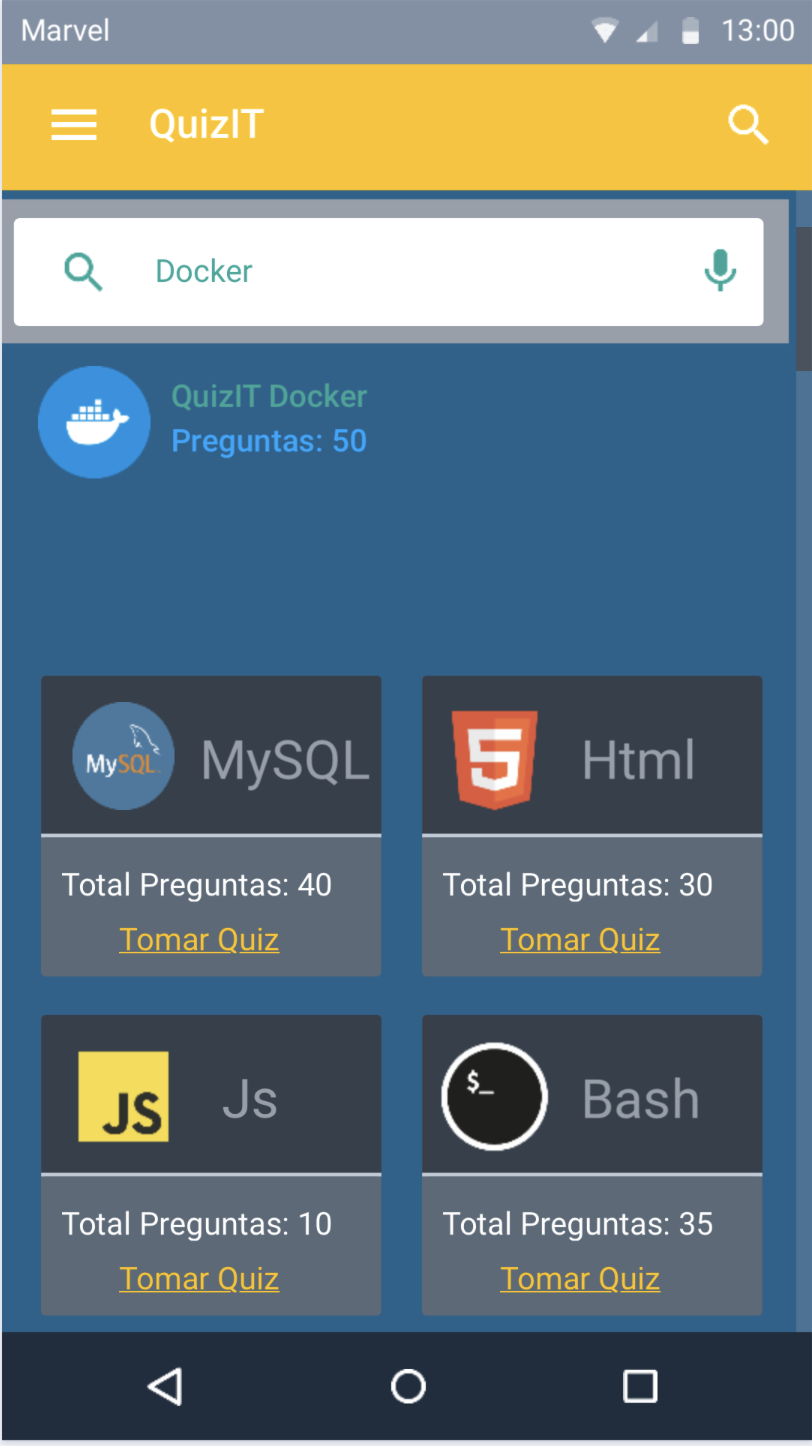 Marvel 13:00
QuizIT
Docker
QuizIT Docker
Preguntas: 50
MySQL MySQL
Total Preguntas: 40
Tomar Quiz
5 Html
Total Preguntas: 30
Tomar Quiz
JS Js
Total Preguntas: 10
Tomar Quiz
$_ Bash
Total Preguntas: 35
Tomar Quiz